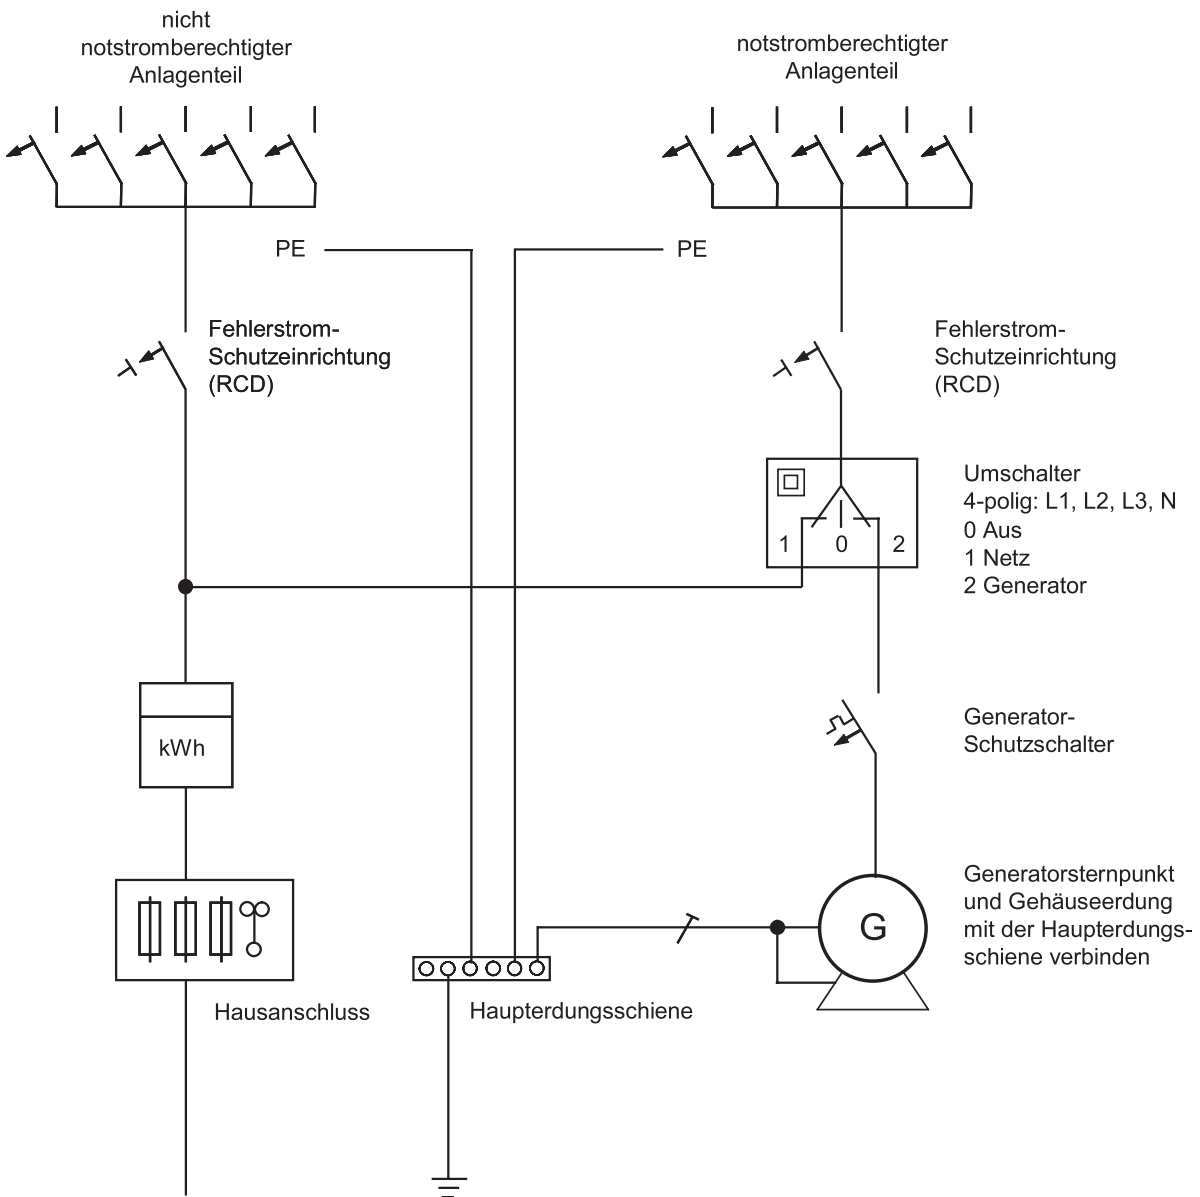 nicht
notstromberechtigter
Anlagenteil
notstromberechtigter
Anlagenteil
PE
PE
Fehlerstrom-
Schutzeinrichtung
(RCD)
Fehlerstrom-
Schutzeinrichtung
(RCD)
Umschalter
4-polig: L1, L2, L3, N
0 Aus
1 Netz
2 Generator
1 0 2
kWh
Generator-
Schutzschalter
Generatorsternpunkt
und Gehäuseerdung
mit der Haupterdungs-
schiene verbinden
G
Hausanschluss
Haupterdungsschiene